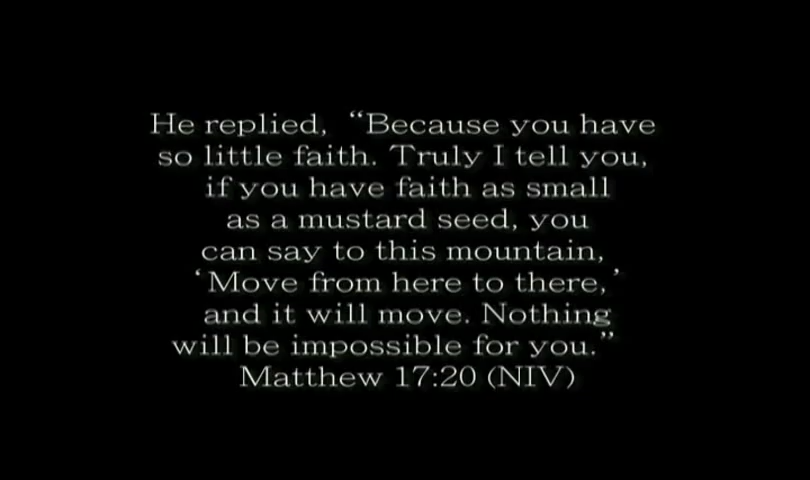 He replied, “Because you have
so little faith. Truly I tell you,
if you have faith as small
as a mustard seed, you
can say to this mountain,
‘Move from here to there,’
and it will move. Nothing
will be impossible for you.”
Matthew 17:20 (NIV)